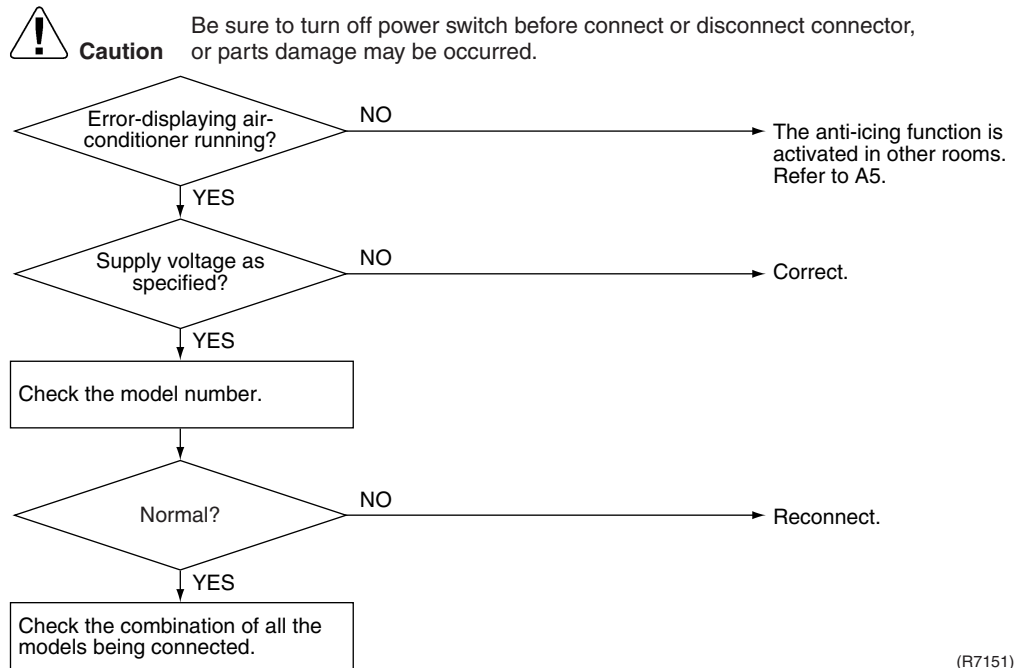 Be sure to turn off power switch before connect or disconnect connector,
Caution or parts damage may be occurred.
Error-displaying air-
conditioner running?
NO
The anti-icing function is
activated in other rooms.
Refer to A5.
YES
Supply voltage as
specified?
NO
Correct.
YES
Check the model number.
Normal?
NO
Reconnect.
YES
Check the combination of all the
models being connected.
(R7151)